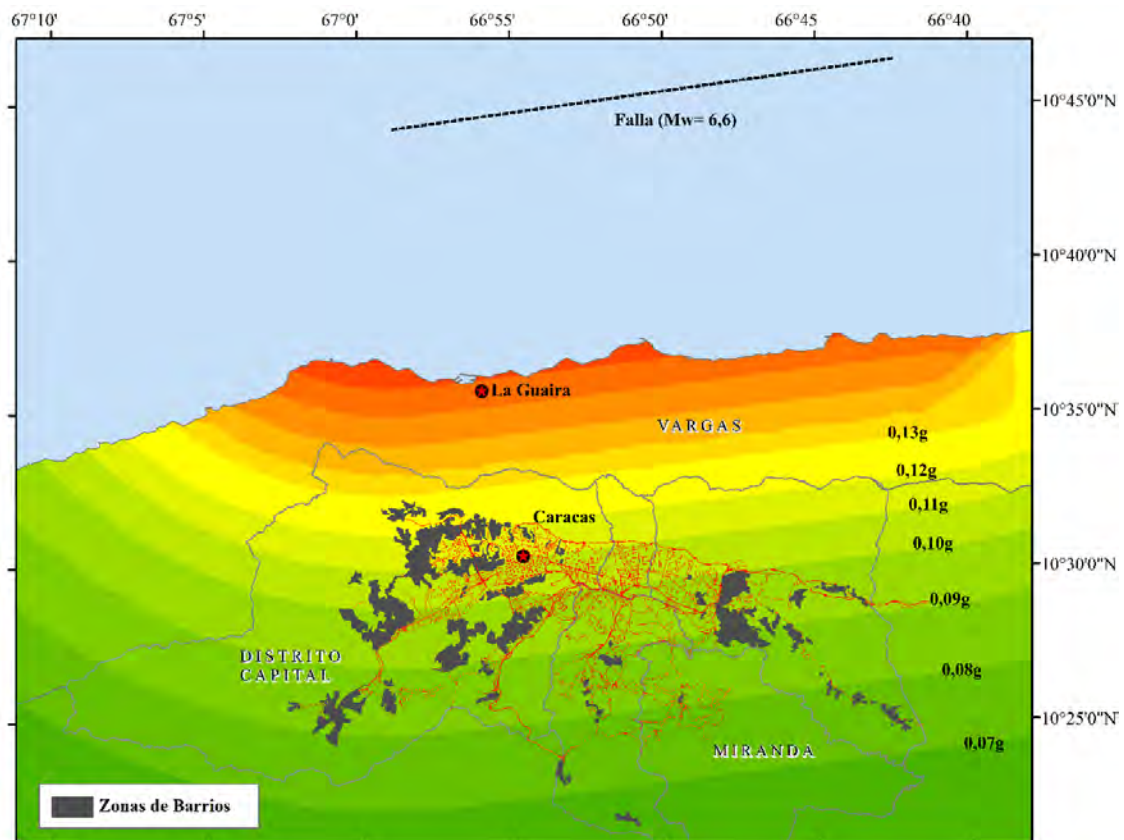 67°10' 67°5' 67°0' 66°55' 66°50' 66°45' 66°40'
Falla (Mw= 6,6)
10°45'0"N
10°40'0"N
La Guaira
10°35'0"N
VARGAS
0,13g
0,12g
0,11g
Caracas
0,10g
10°30'0"N
0,09g
DISTRITO
CAPITAL
0,08g
10°25'0"N
0,07g
MIRANDA
Zonas de Barrios